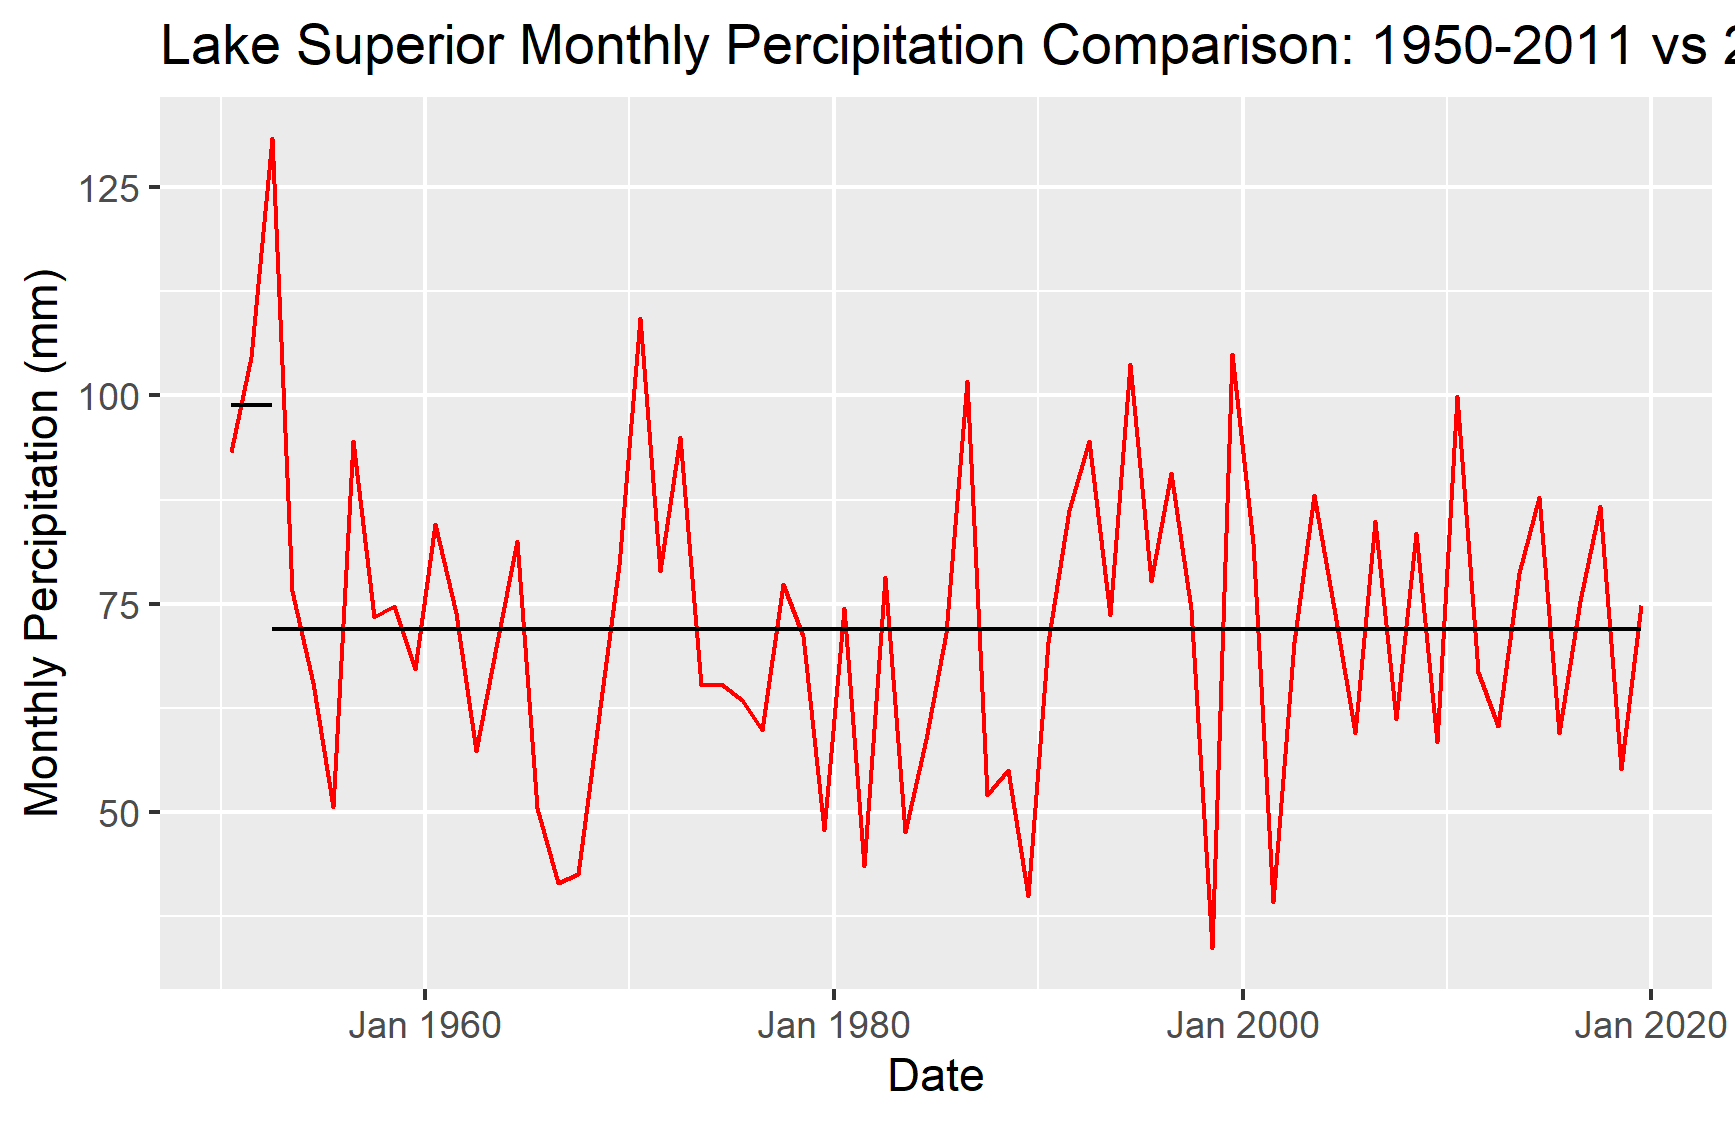 Lake Superior Monthly Percipitation Comparison: 1950-2011 vs 2
Monthly Percipitation (mm)
125
100
75
50
Jan 1960
Jan 1980
Jan 2000
Jan 2020
Date